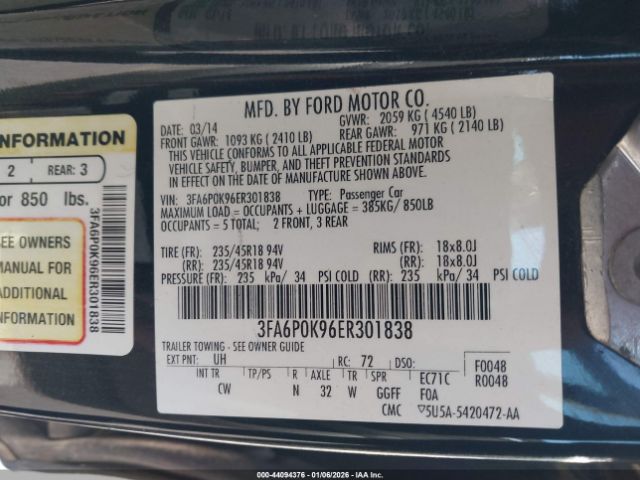 MFD. BY FORD MOTOR CO.
DATE: 03/14 GVWR: 2059 KG (4540 LB)
FRONT GAWR: 1093 KG (2410 LB) REAR GAWR: 971 KG (2140 LB)
THIS VEHICLE CONFORMS TO ALL APPLICABLE FEDERAL MOTOR
VEHICLE SAFETY, BUMPER, AND THEFT PREVENTION STANDARDS
IN EFFECT ON THE DATE OF MANUFACTURE SHOWN ABOVE.
VIN: 3FA6P0K96ER301838 TYPE: Passenger Car
MAXIMUM LOAD = OCCUPANTS + LUGGAGE = 385KG/ 850LB
OCCUPANTS = 5 TOTAL; 2 FRONT, 3 REAR
TIRE (FR): 235/45R18 94V RIMS (FR): 18x8.0J
(RR): 235/45R18 94V (RR): 18x8.0J
PRESSURE (FR): 235 kPa/ 34 PSI COLD (RR): 235 kPa/ 34 PSI COLD
3FA6P0K96ER301838
TRAILER TOWING - SEE OWNER GUIDE
EXT PNT: UH RC: 72 DSO: F0048
R0048
INT TR TP/PS R AXLE TR SPR EC71C
CW N 32 W GGFF F0A
CMC 5U5A-5420472-AA
INFORMATION
2 REAR: 3
or 850 lbs.
SEE OWNERS
MANUAL FOR
ADDITIONAL
INFORMATION
3FA6P0K96ER301838
000-44094376 | 01/06/2026 - IAAI.CA